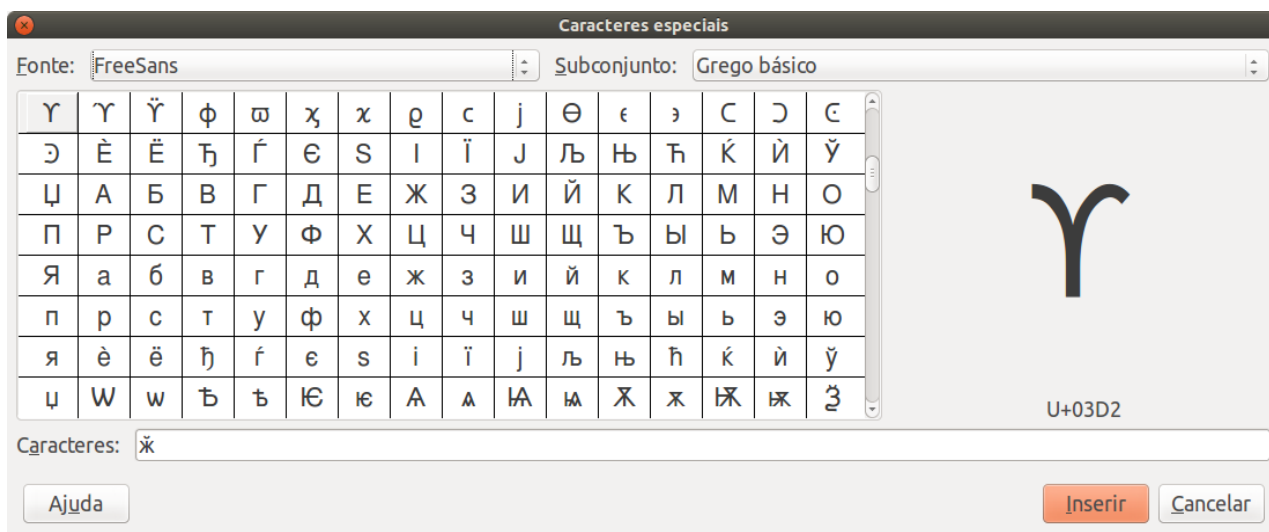 Caracteres especiais
Fonte: FreeSans Subconjunto: Grego básico
ϒ ϓ ϔ ϕ ϖ ϗ ϰ ϱ ϲ ϳ ϴ ϵ ϶ Ϲ Ͻ Ͼ
Ͽ Ѐ Ё Ђ Ѓ Є Ѕ І Ї Ј Љ Њ Ћ Ќ Ѝ Ў
Џ А Б В Г Д Е Ж З И Й К Л М Н О
П Р С Т У Ф Х Ц Ч Ш Щ Ъ Ы Ь Э Ю
Я а б в г д е ж з и й к л м н о
п р с т у ф х ц ч ш щ ъ ы ь э ю
я ѐ ё ђ ѓ є ѕ і ї ј љ њ ћ ќ ѝ ў
џ Ѡ ѡ Ѣ ѣ Ѥ ѥ Ѧ ѧ Ѩ ѩ Ѫ ѫ Ѭ ѭ Ѯ
ϒ
U+03D2
Caracteres: ӂ
Ajuda Inserir Cancelar